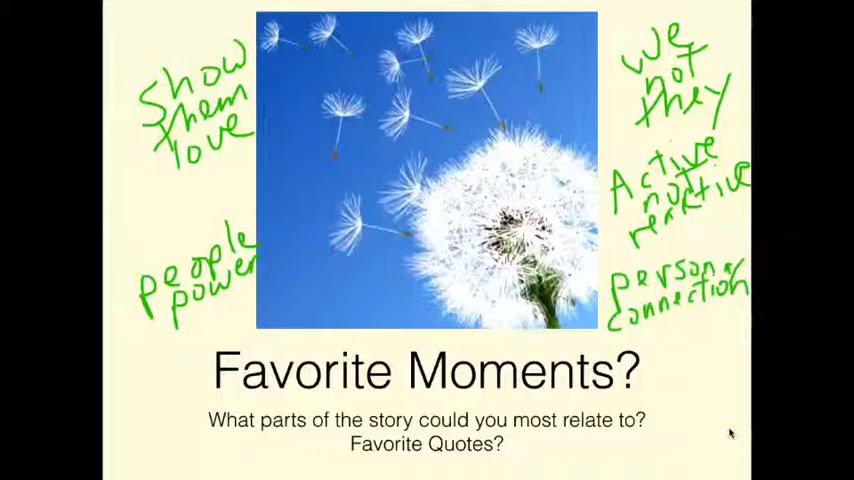 Show
them
love
people
power
We
not
they
Active
not
reactive
personal
connection
Favorite Moments?
What parts of the story could you most relate to?
Favorite Quotes?